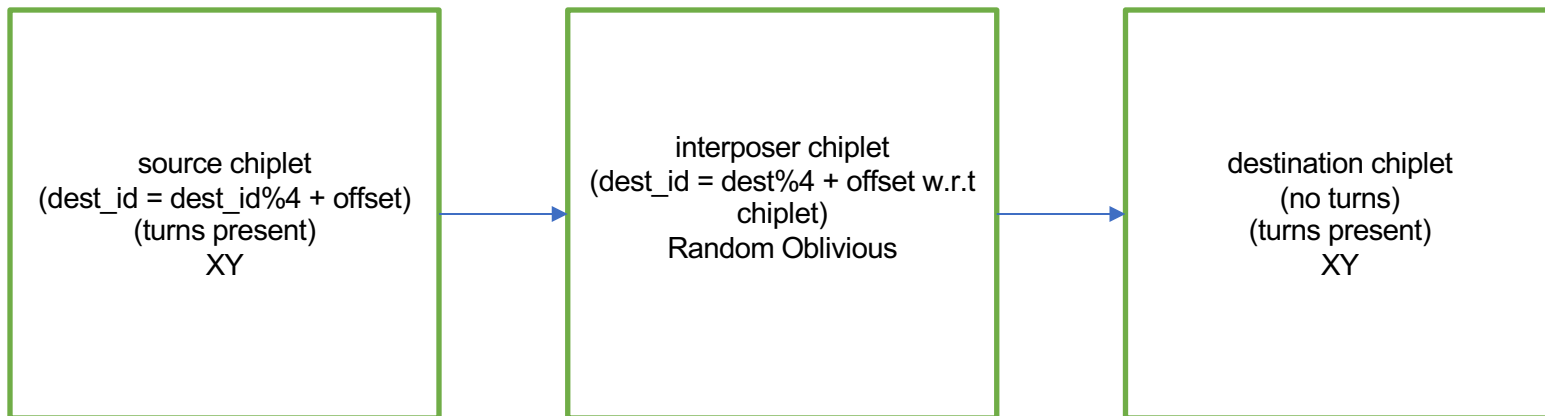 source chiplet
(dest_id = dest_id%4 + offset)
(turns present)
XY
interposer chiplet
(dest_id = dest%4 + offset w.r.t
chiplet)
Random Oblivious
destination chiplet
(no turns)
(turns present)
XY